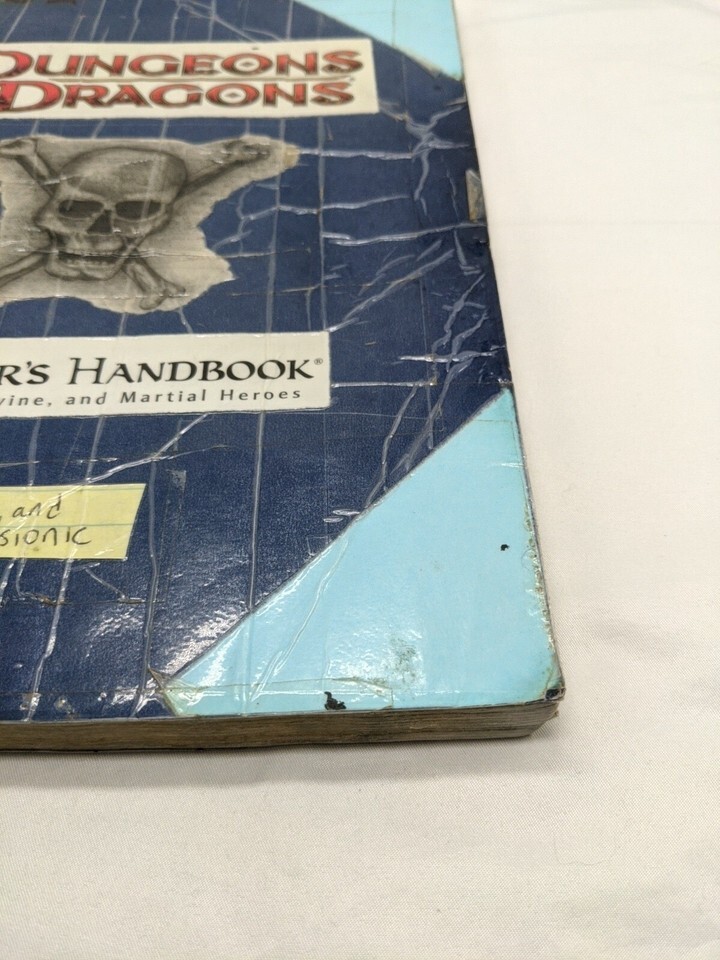 DUNGEONS
DRAGONS®
R'S HANDBOOK®
vine, and Martial Heroes
, and
sionic